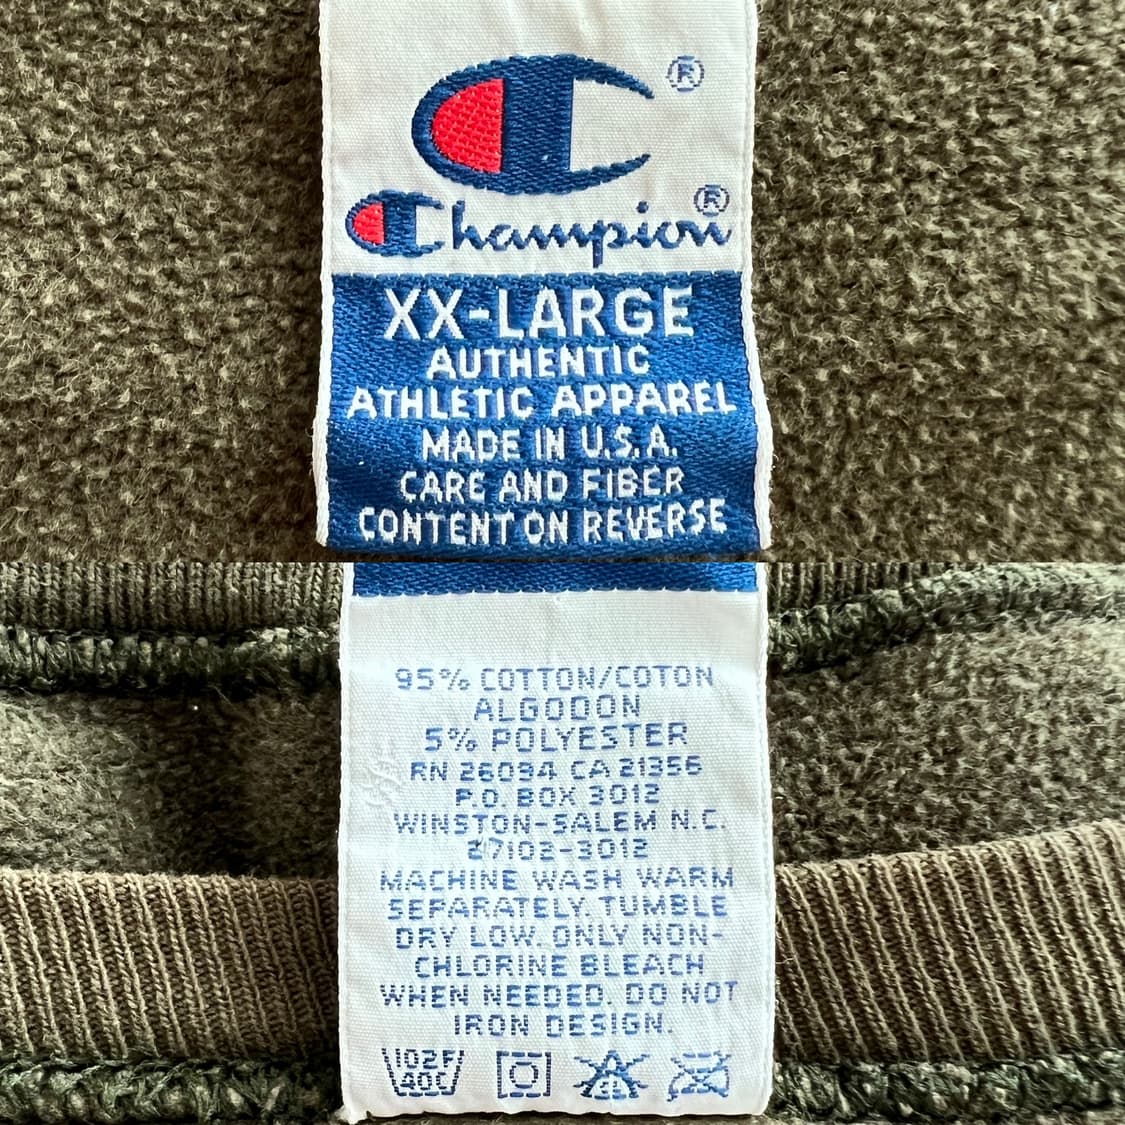 ®
Champion®
XX-LARGE
AUTHENTIC
ATHLETIC APPAREL
MADE IN U.S.A.
CARE AND FIBER
CONTENT ON REVERSE
95% COTTON/COTON
ALGODON
5% POLYESTER
RN 26094 CA 21356
P.O. BOX 3012
WINSTON-SALEM N.C.
27102-3012
MACHINE WASH WARM
SEPARATELY. TUMBLE
DRY LOW. ONLY NON-
CHLORINE BLEACH
WHEN NEEDED. DO NOT
IRON DESIGN.
102F
40C CL